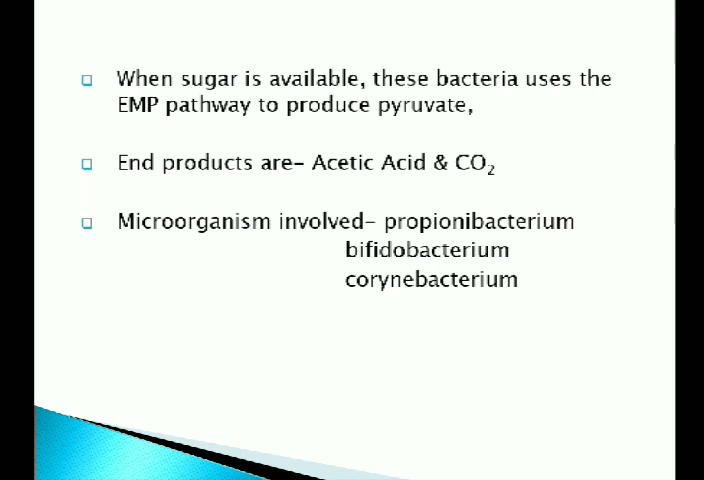 When sugar is available, these bacteria uses the
EMP pathway to produce pyruvate,
End products are- Acetic Acid & CO₂
Microorganism involved- propionibacterium
bifidobacterium
corynebacterium